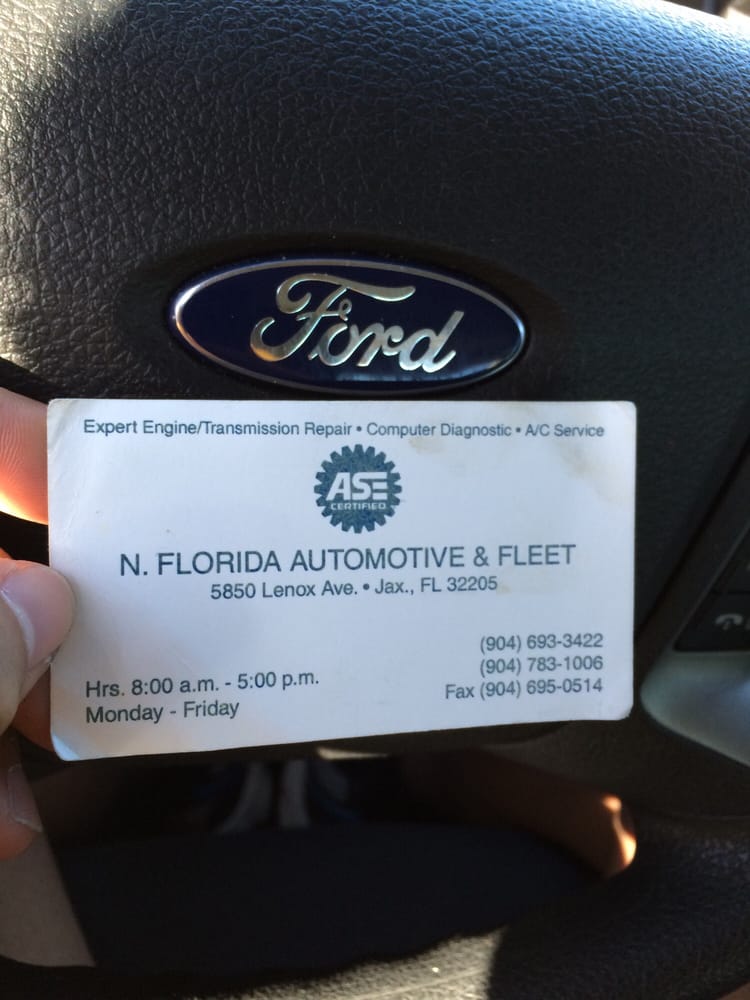 Ford
Expert Engine/Transmission Repair • Computer Diagnostic • A/C Service
ASE
CERTIFIED
N. FLORIDA AUTOMOTIVE & FLEET
5850 Lenox Ave. • Jax., FL 32205
(904) 693-3422
(904) 783-1006
Hrs. 8:00 a.m. - 5:00 p.m.
Fax (904) 695-0514
Monday - Friday